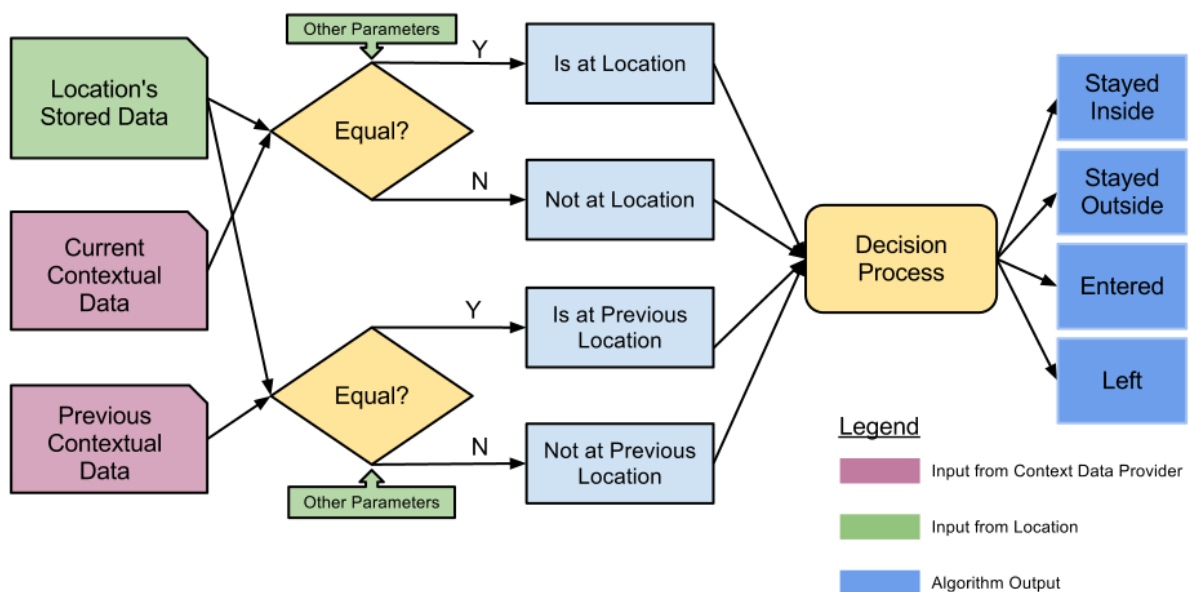 Other Parameters
Location's
Stored Data
Equal?
Y
Is at Location
N
Not at Location
Current
Contextual
Data
Previous
Contextual
Data
Equal?
Y
Is at Previous
Location
N
Not at Previous
Location
Other Parameters
Decision
Process
Stayed
Inside
Stayed
Outside
Entered
Left
Legend
Input from Context Data Provider
Input from Location
Algorithm Output